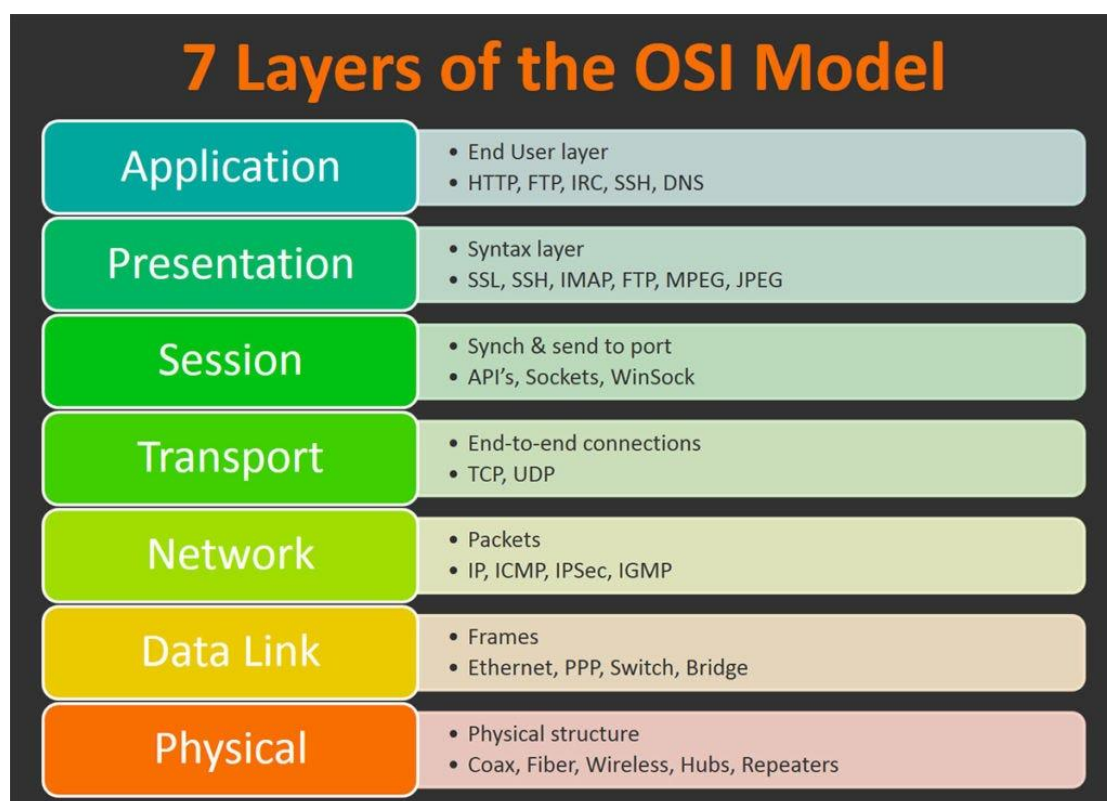 7 Layers of the OSI Model
Application
• End User layer
• HTTP, FTP, IRC, SSH, DNS
Presentation
• Syntax layer
• SSL, SSH, IMAP, FTP, MPEG, JPEG
Session
• Synch & send to port
• API's, Sockets, WinSock
Transport
• End-to-end connections
• TCP, UDP
Network
• Packets
• IP, ICMP, IPSec, IGMP
Data Link
• Frames
• Ethernet, PPP, Switch, Bridge
Physical
• Physical structure
• Coax, Fiber, Wireless, Hubs, Repeaters